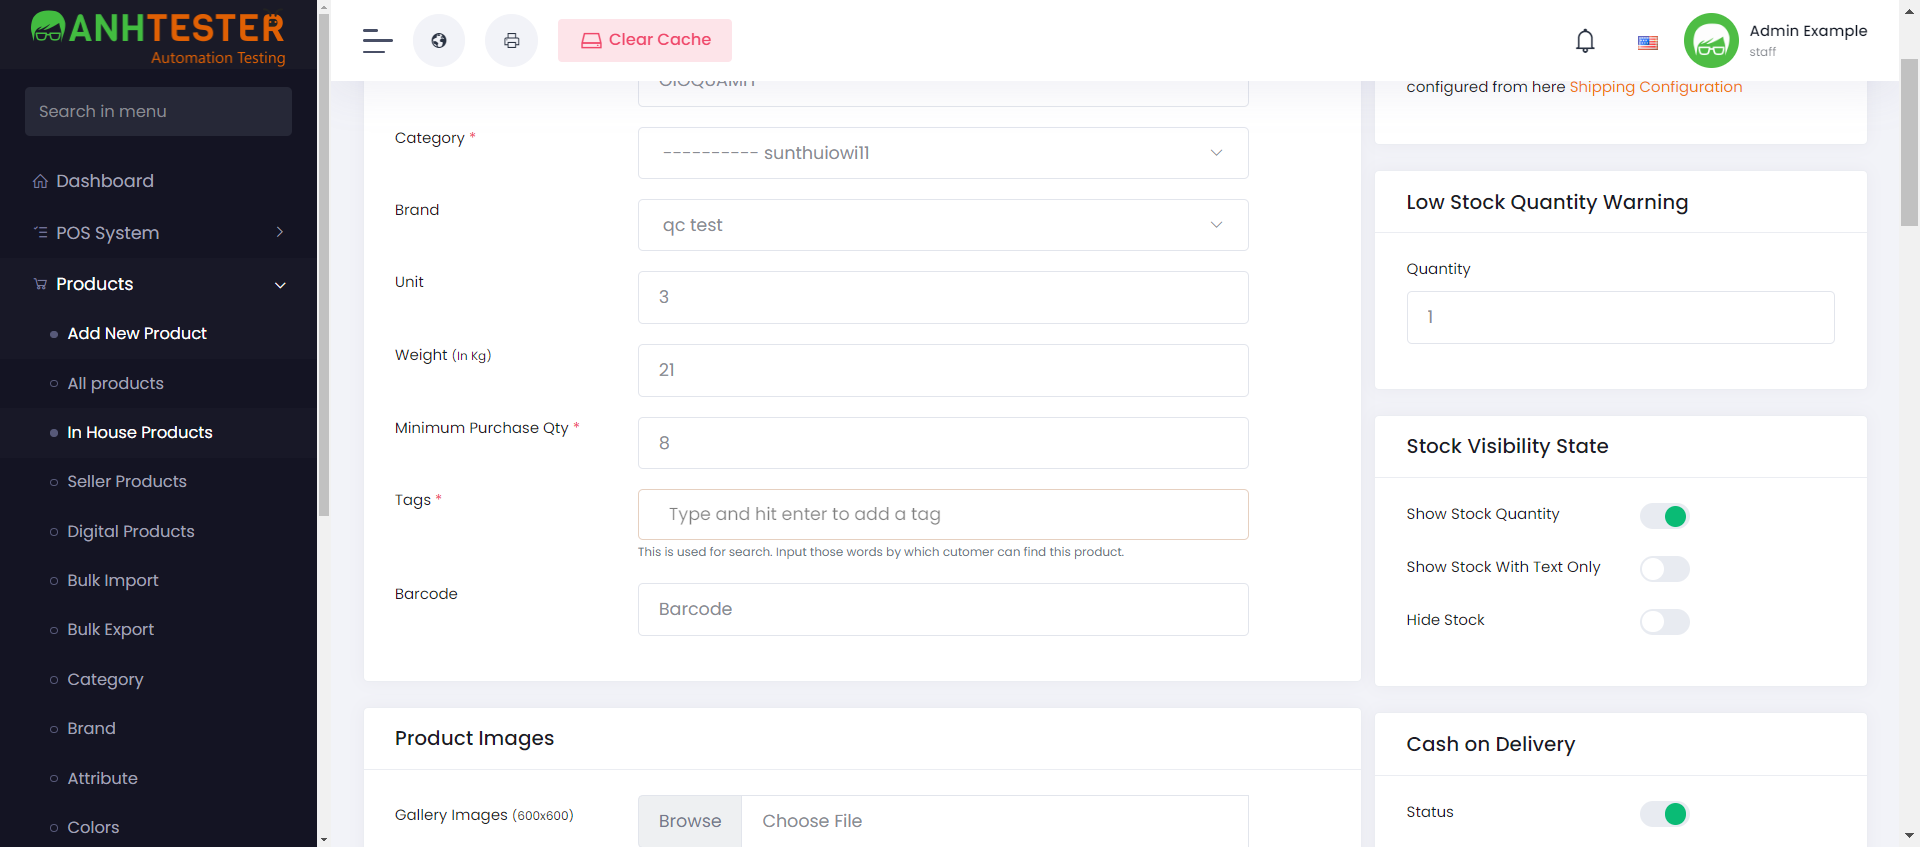 ANHTESTER
Automation Testing
Search in menu
Dashboard
POS System
Products
Add New Product
All products
In House Products
Seller Products
Digital Products
Bulk Import
Bulk Export
Category
Brand
Attribute
Colors
Clear Cache
Admin Example
staff
Category *
---------- sunthuiowi11
Brand
qc test
Unit
3
Weight (In Kg)
21
Minimum Purchase Qty *
8
Tags *
Type and hit enter to add a tag
This is used for search. Input those words by which cutomer can find this product.
Barcode
Barcode
Product Images
Gallery Images (600x600)
Browse
Choose File
configured from here Shipping Configuration
Low Stock Quantity Warning
Quantity
1
Stock Visibility State
Show Stock Quantity
Show Stock With Text Only
Hide Stock
Cash on Delivery
Status